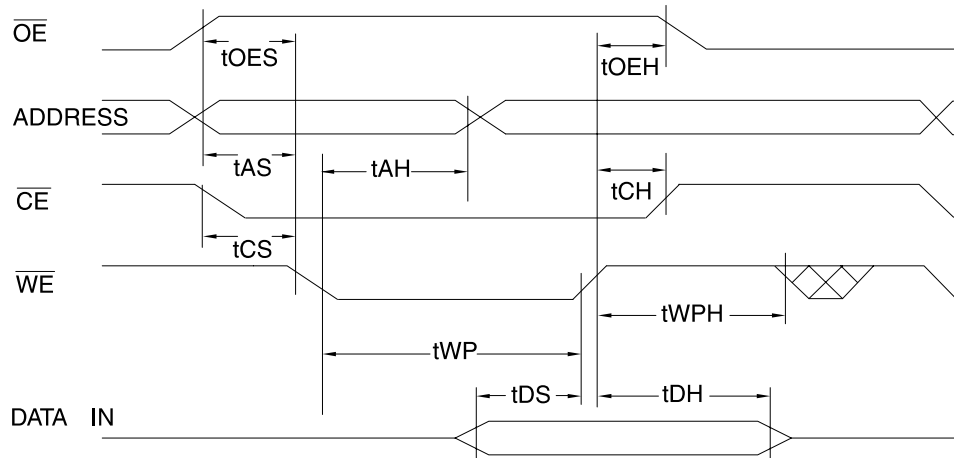 OE
tOES
tOEH
ADDRESS
tAS
tAH
tCH
CE
tCS
WE
tWPH
tWP
tDS
tDH
DATA IN